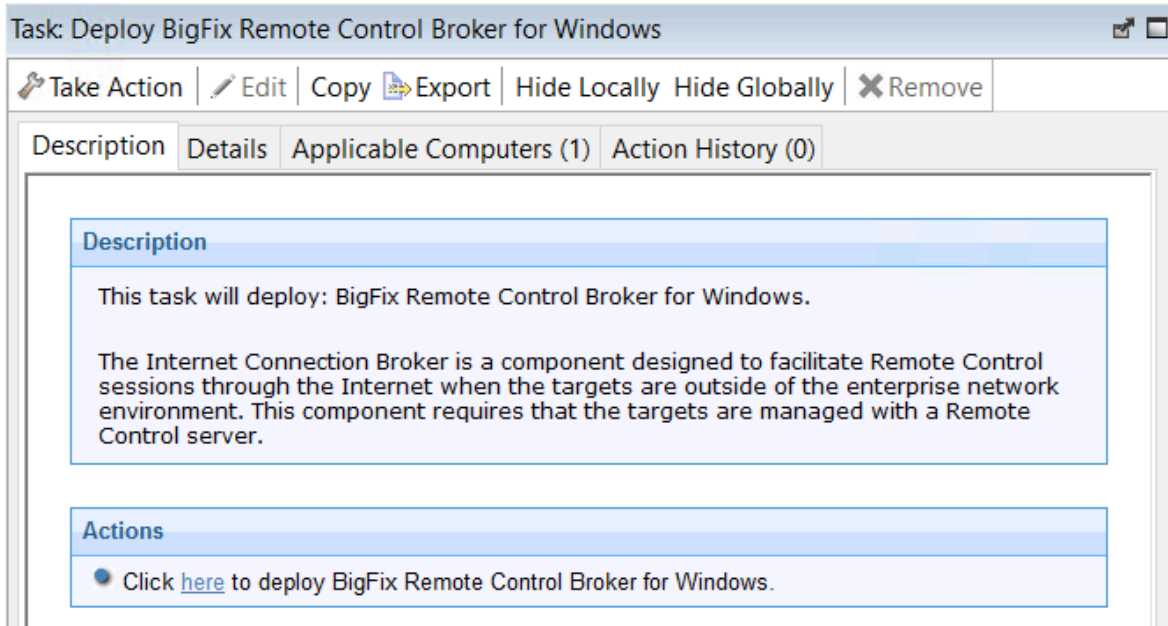 Task: Deploy BigFix Remote Control Broker for Windows
Take Action Edit Copy Export Hide Locally Hide Globally Remove
Description Details Applicable Computers (1) Action History (0)
Description
This task will deploy: BigFix Remote Control Broker for Windows.
The Internet Connection Broker is a component designed to facilitate Remote Control
sessions through the Internet when the targets are outside of the enterprise network
environment. This component requires that the targets are managed with a Remote
Control server.
Actions
Click here to deploy BigFix Remote Control Broker for Windows.